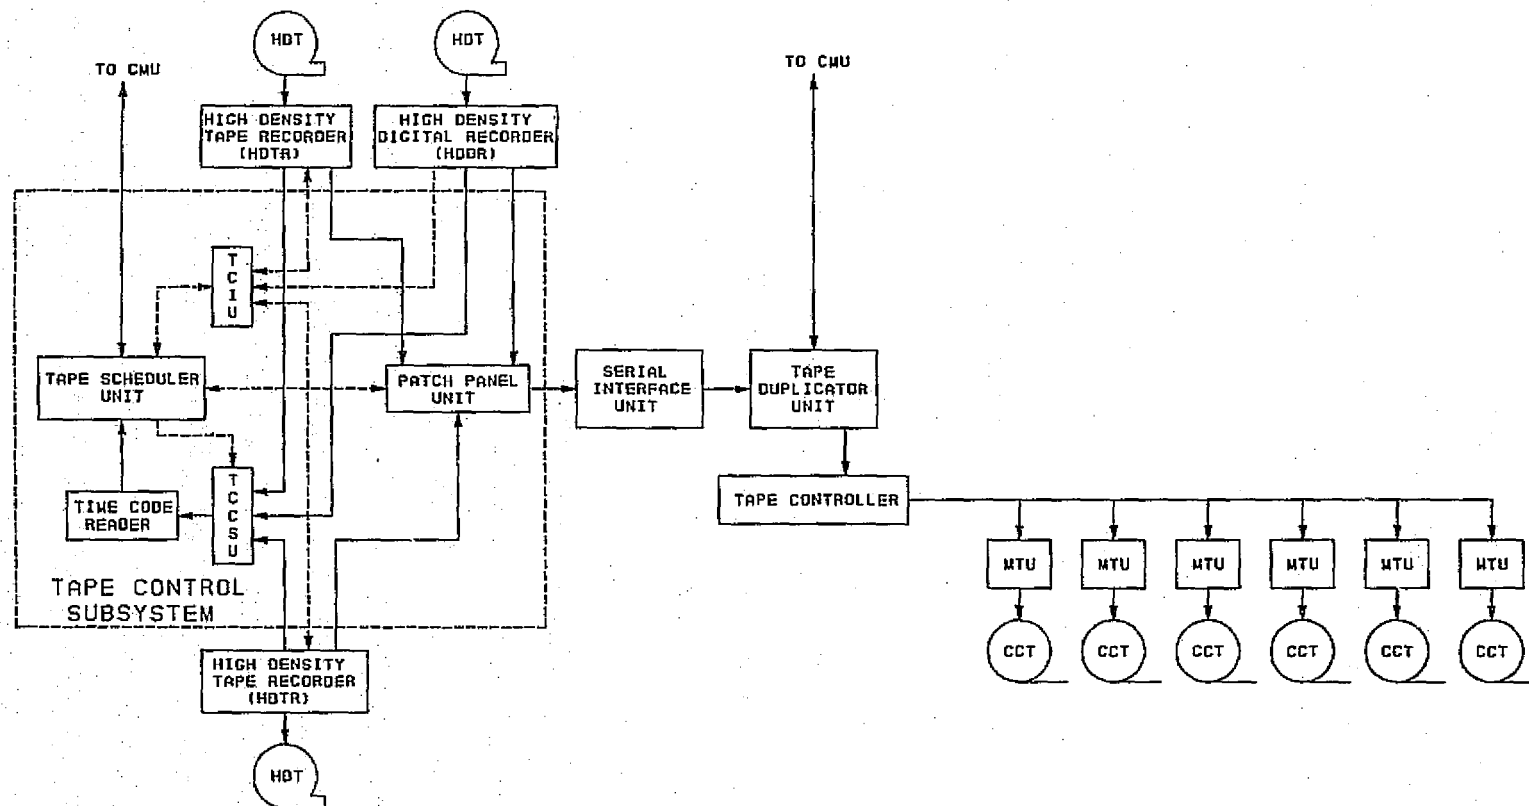 HDT
HDT
TO CMU
TO CMU
HIGH DENSITY
TAPE RECORDER
(HDTR)
HIGH DENSITY
DIGITAL RECORDER
(HDDR)
T
C
I
U
TAPE SCHEDULER
UNIT
PATCH PANEL
UNIT
SERIAL
INTERFACE
UNIT
TAPE
DUPLICATOR
UNIT
T
C
C
S
U
TIME CODE
READER
TAPE CONTROLLER
MTU
MTU
MTU
MTU
MTU
MTU
TAPE CONTROL
SUBSYSTEM
CCT
CCT
CCT
CCT
CCT
CCT
HIGH DENSITY
TAPE RECORDER
(HDTR)
HDT